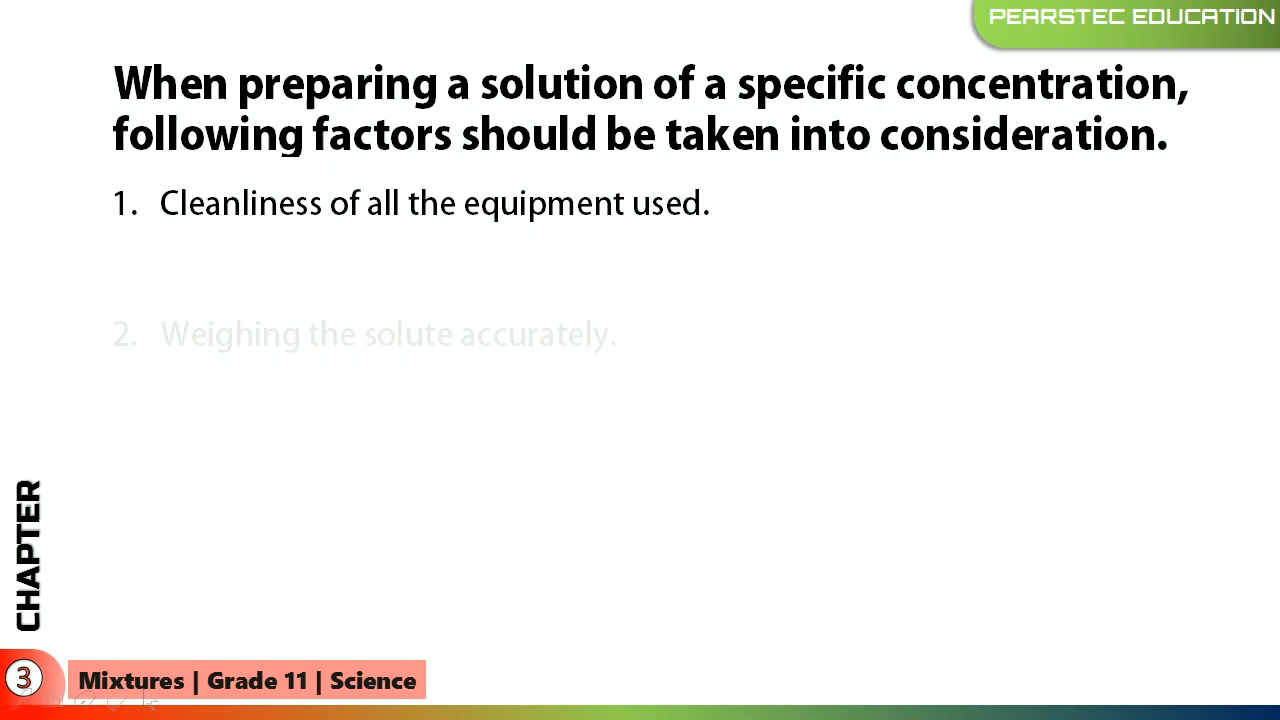 PEARSTEC EDUCATION
When preparing a solution of a specific concentration,
following factors should be taken into consideration.
1. Cleanliness of all the equipment used.
2. Weighing the solute accurately.
CHAPTER
3
Mixtures | Grade 11 | Science